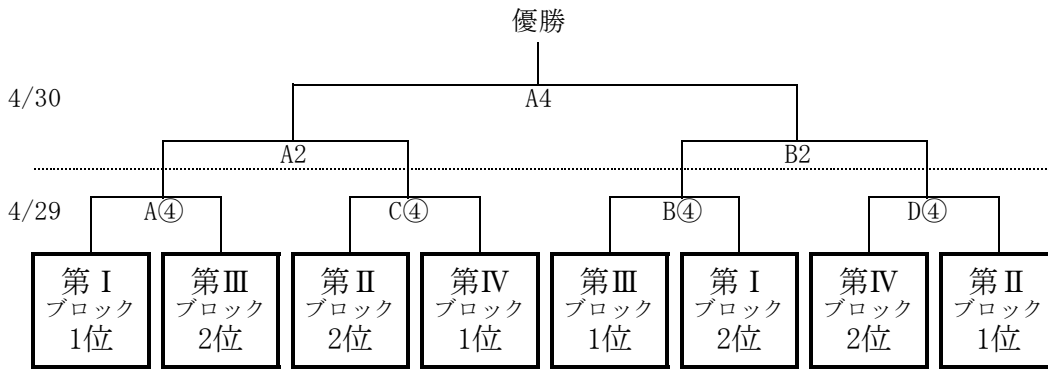 優勝
4/30
A4
A2 B2
4/29
A④ C④ B④ D④
第Ⅰ 第Ⅲ 第Ⅱ 第Ⅳ 第Ⅲ 第Ⅰ 第Ⅳ 第Ⅱ
ブロック ブロック ブロック ブロック ブロック ブロック ブロック ブロック
1位 2位 2位 1位 1位 2位 2位 1位